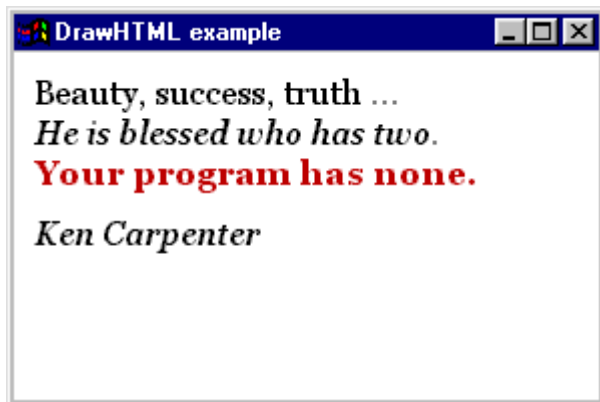 DrawHTML example
Beauty, success, truth ...
He is blessed who has two.
Your program has none.
Ken Carpenter